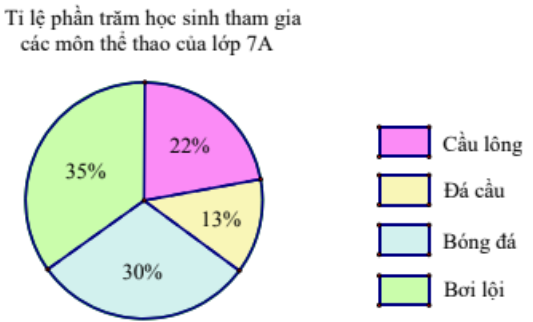 Tỉ lệ phần trăm học sinh tham gia
các môn thể thao của lớp 7A
22%
35%
13%
30%
Cầu lông
Đá cầu
Bóng đá
Bơi lội